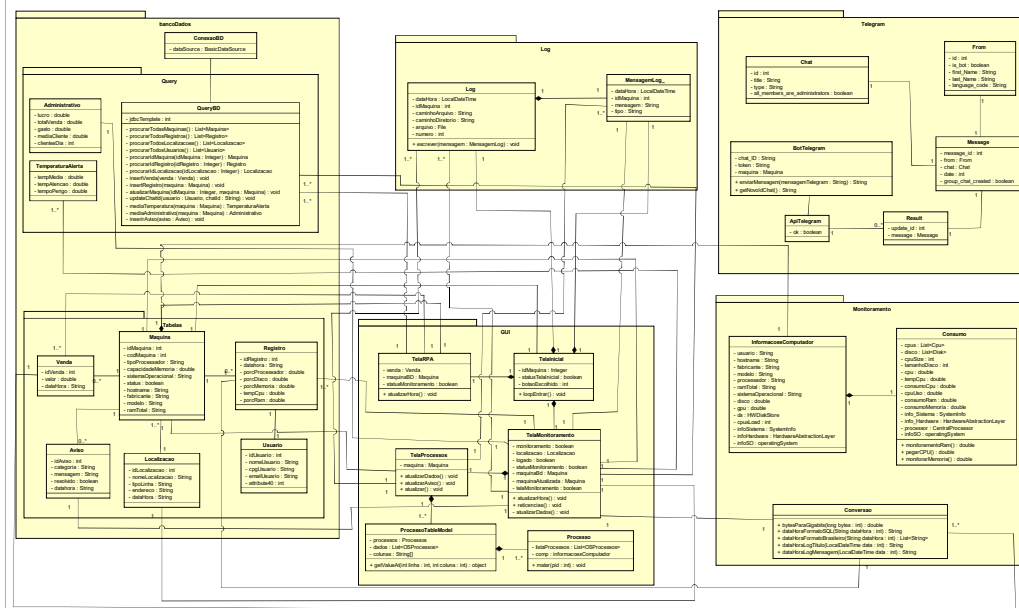 bancoDados
ConexaoBD
- dataSource : BasicDataSource
Query
Administrativo
- lucro : double
- totalVenda : double
- gasto : double
- mediaCliente : double
- clientesDia : int
TemperaturaAlerta
- tempMedia : double
- tempAtencao : double
- tempPerigo : double
1..*
QueryBD
- jdbcTemplate : int
- procurarTodasMaquinas() : List<Maquina>
- procurarTodosRegistros() : List<Registro>
- procurarTodasLocalizacoes() : List<Localizacao>
- procurarTodosUsuarios() : List<Usuario>
- procurarIdMaquina(idMaquina : Integer) : Maquina
- procurarIdRegistro(idRegistro : Integer) : Registro
- procurarIdLocalizacao(idLocalizacao : Integer) : Localizacao
- inserirVenda(venda : Venda) : void
- inserirRegistro(maquina : Maquina) : void
- atualizarMaquina(idMaquina : Integer, maquina : Maquina) : void
- updateChatId(usuario : Usuario, chatId : String) : void
- mediaTemperatura(maquina : Maquina) : TemperaturaAlerta
- mediaAdministrativo(maquina : Maquina) : Administrativo
- inserirAviso(aviso : Aviso) : void
Tabelas
Maquina
- idMaquina : int
- codMaquina : int
- tipoProcessador : String
- capacidadeMemoria : double
- sistemaOperacional : String
- status : boolean
- hostname : String
- fabricante : String
- modelo : String
- ramTotal : String
Venda
- idVenda : int
- valor : double
- dataHora : String
Registro
- idRegistro : int
- datahora : String
- porcProcessador : double
- porcDisco : double
- porcMemoria : double
- tempCpu : double
- porcRam : double
Aviso
- idAviso : int
- categoria : String
- mensagem : String
- resolvido : boolean
- datahora : String
Localizacao
- idLocalizacao : int
- nomeLocalizacao : String
- tipoLinha : String
- endereco : String
- dataHora : String
Usuario
- idUsuario : int
- nomeUsuario : String
- cpgUsuario : String
- emailUsuario : String
- attribute40 : int
Log
Log
- dataHora : LocalDateTime
- idMaquina : int
- caminhoArquivo : String
- caminhoDiretorio : String
- arquivo : File
- numero : int
+ escrever(mensagem : MensagemLog) : void
MensagemLog_
- dataHora : LocalDateTime
- idMaquina : int
- mensagem : String
- tipo : String
GUI
TelaRPA
- venda : Venda
- maquinaBD : Maquina
- statusMonitoramento : boolean
+ atualizarHora() : void
TelaInicial
- idMaquina : Integer
- statusTelaInicial : boolean
- botaoEscolhido : int
+ loopEntrar() : void
TelaMonitoramento
- monitoramento : boolean
- localizacao : Localizacao
- logado : boolean
- statusMonitoramento : boolean
- maquinaBd : Maquina
- maquinaAtualizada : Maquina
- telaMonitoramento : boolean
+ atualizarHora() : void
+ reticencias() : void
- atualizarDados() : void
TelaProcessos
- maquina : Maquina
+ atualizarDados() : void
+ atualizarAviso() : void
+ atualizar() : void
ProcessoTableModel
- processos : Processos
- dados : List<OSProcessos>
- colunas : String[]
+ getValueAt(int linha : int, int coluna : int) : object
Processo
- listaProcessos : List<OSProcessos>
- comp : informacoesComputador
+ matar(pid : int) : void
Telegram
Chat
- id : int
- title : String
- type : String
- all_members_are_administrators : boolean
From
- id : int
- is_bot : boolean
- first_Name : String
- last_Name : String
- language_code : String
BotTelegram
- chat_ID : String
- token : String
- maquina : Maquina
+ enviarMensagem(mensagemTelegram : String) : String
+ getNovoIdChat() : String
Message
- message_id : int
- from : From
- chat : Chat
- date : int
- group_chat_created : boolean
ApiTelegram
- ok : boolean
Result
- update_id : int
- message : Message
Monitoramento
InformacoesComputador
- usuario : String
- hostname : String
- fabricante : String
- modelo : String
- processador : String
- ramTotal : String
- sistemaOperacional : String
- disco : double
- gpu : double
- ds : HWDiskStore
- cpusLoad : int
- infoSistema : SystemInfo
- infoHardware : HardwareAbstractionLayer
- infoSO : operatingSystem
Consumo
- cpus : List<Cpu>
- disco : List<Disk>
- cpuSize : int
- tamanhoDisco : int
- cpu : double
- tempCpu : double
- consumoCpu : double
- cpuUso : double
- consumoRam : double
- consumoMemoria : double
- info_Sistema : SystemInfo
- info_Hardware : HardwareAbstractionLayer
- processor : CentralProcessor
- infoSO : operatingSystem
+ monitorarRam() : double
+ pegarCPU() : double
+ monitorarMemoria() : double
Conversao
+ bytesParaGigabits(long bytes : int) : double
+ dataHoraFormatoSQL(String dataHora : int) : String
+ dataHoraFormatoBrasileiro(String dataHora : int) : List<String>
+ dataHoraLogTitulo(LocalDateTime data : int) : String
+ dataHoraLogMensagem(LocalDateTime data : int) : String